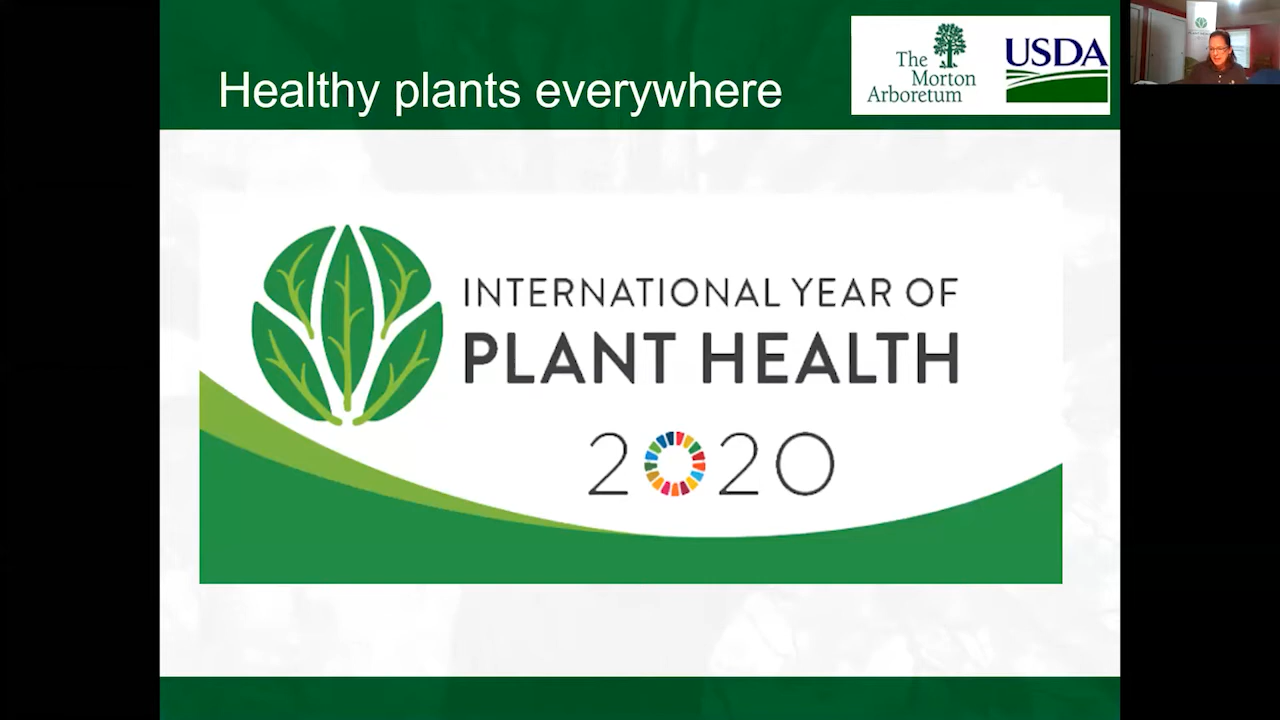 Healthy plants everywhere
The
Morton
Arboretum
USDA
INTERNATIONAL YEAR OF
PLANT HEALTH
2020